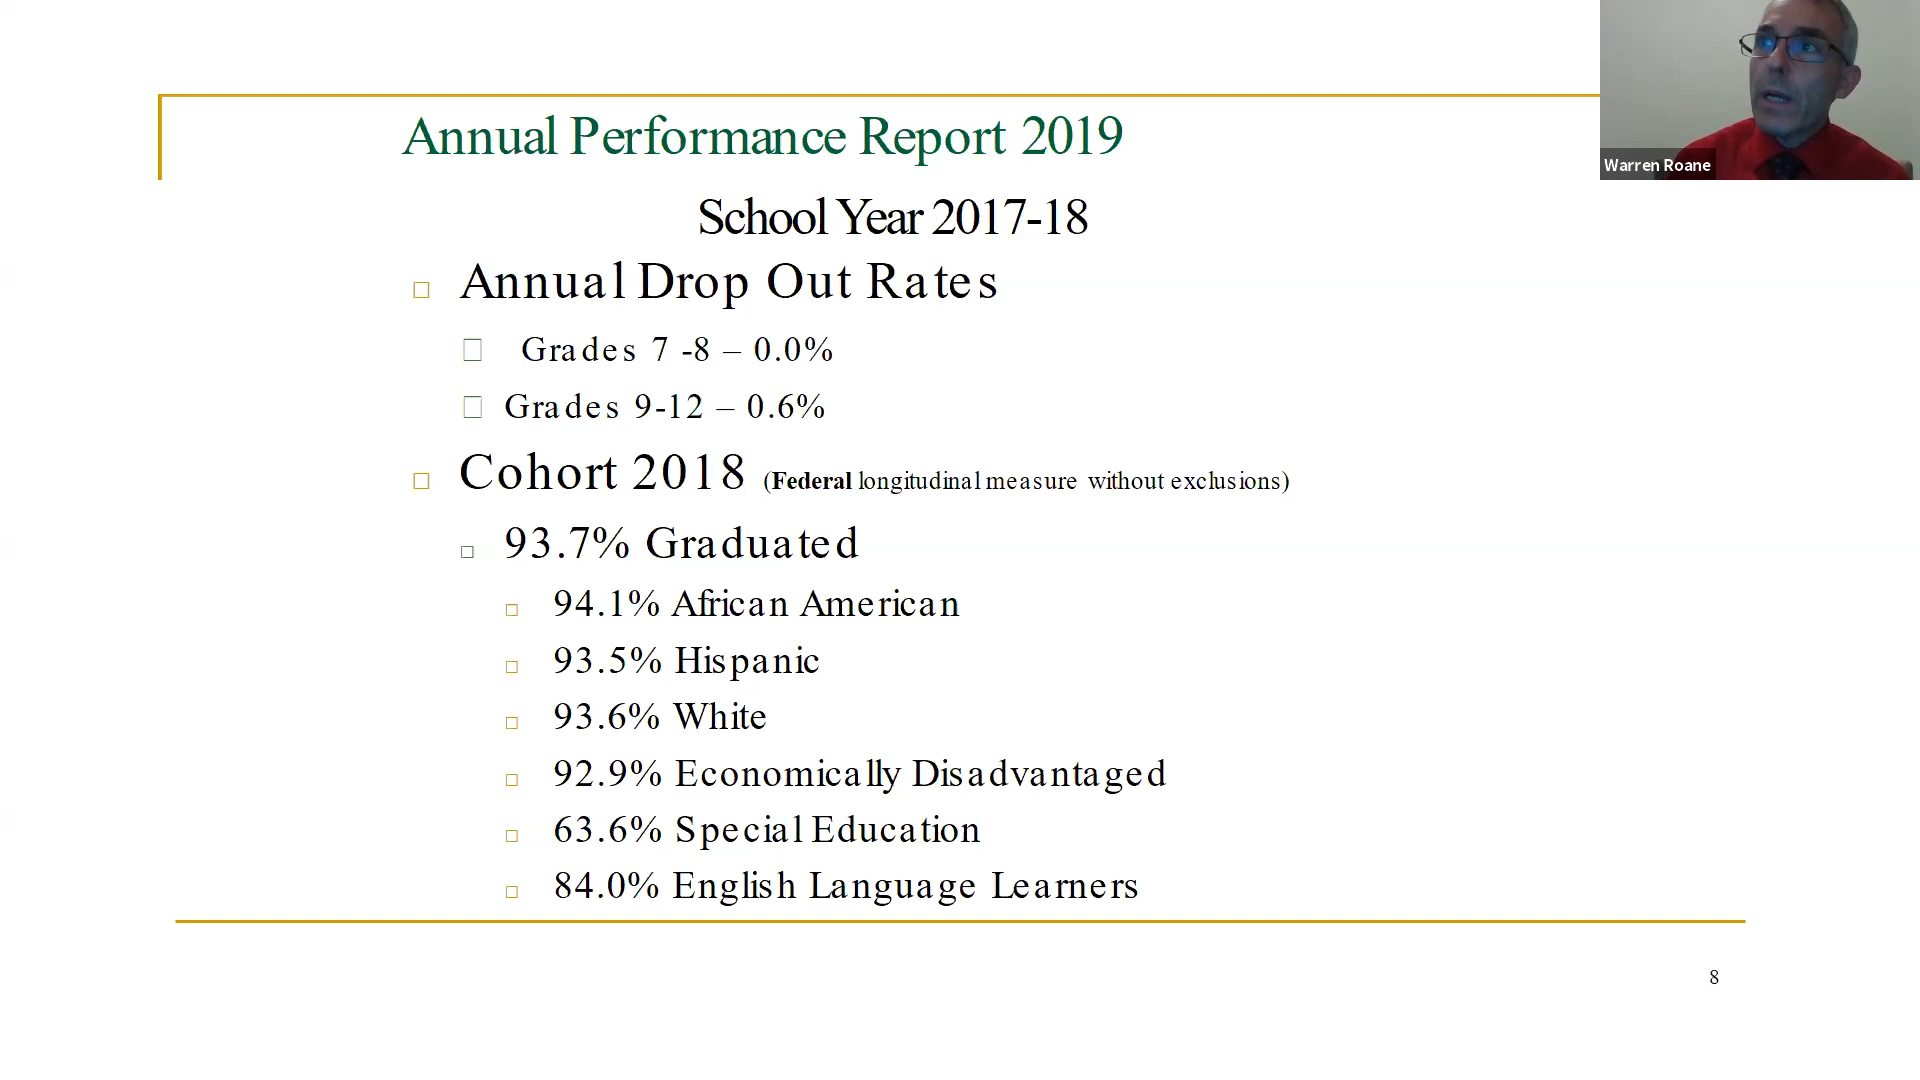 Annual Performance Report 2019
Warren Roane
School Year 2017-18
Annual Drop Out Rates
Grades 7 -8 – 0.0%
Grades 9-12 – 0.6%
Cohort 2018 (Federal longitudinal measure without exclusions)
93.7% Graduated
94.1% African American
93.5% Hispanic
93.6% White
92.9% Economically Disadvantaged
63.6% Special Education
84.0% English Language Learners
8